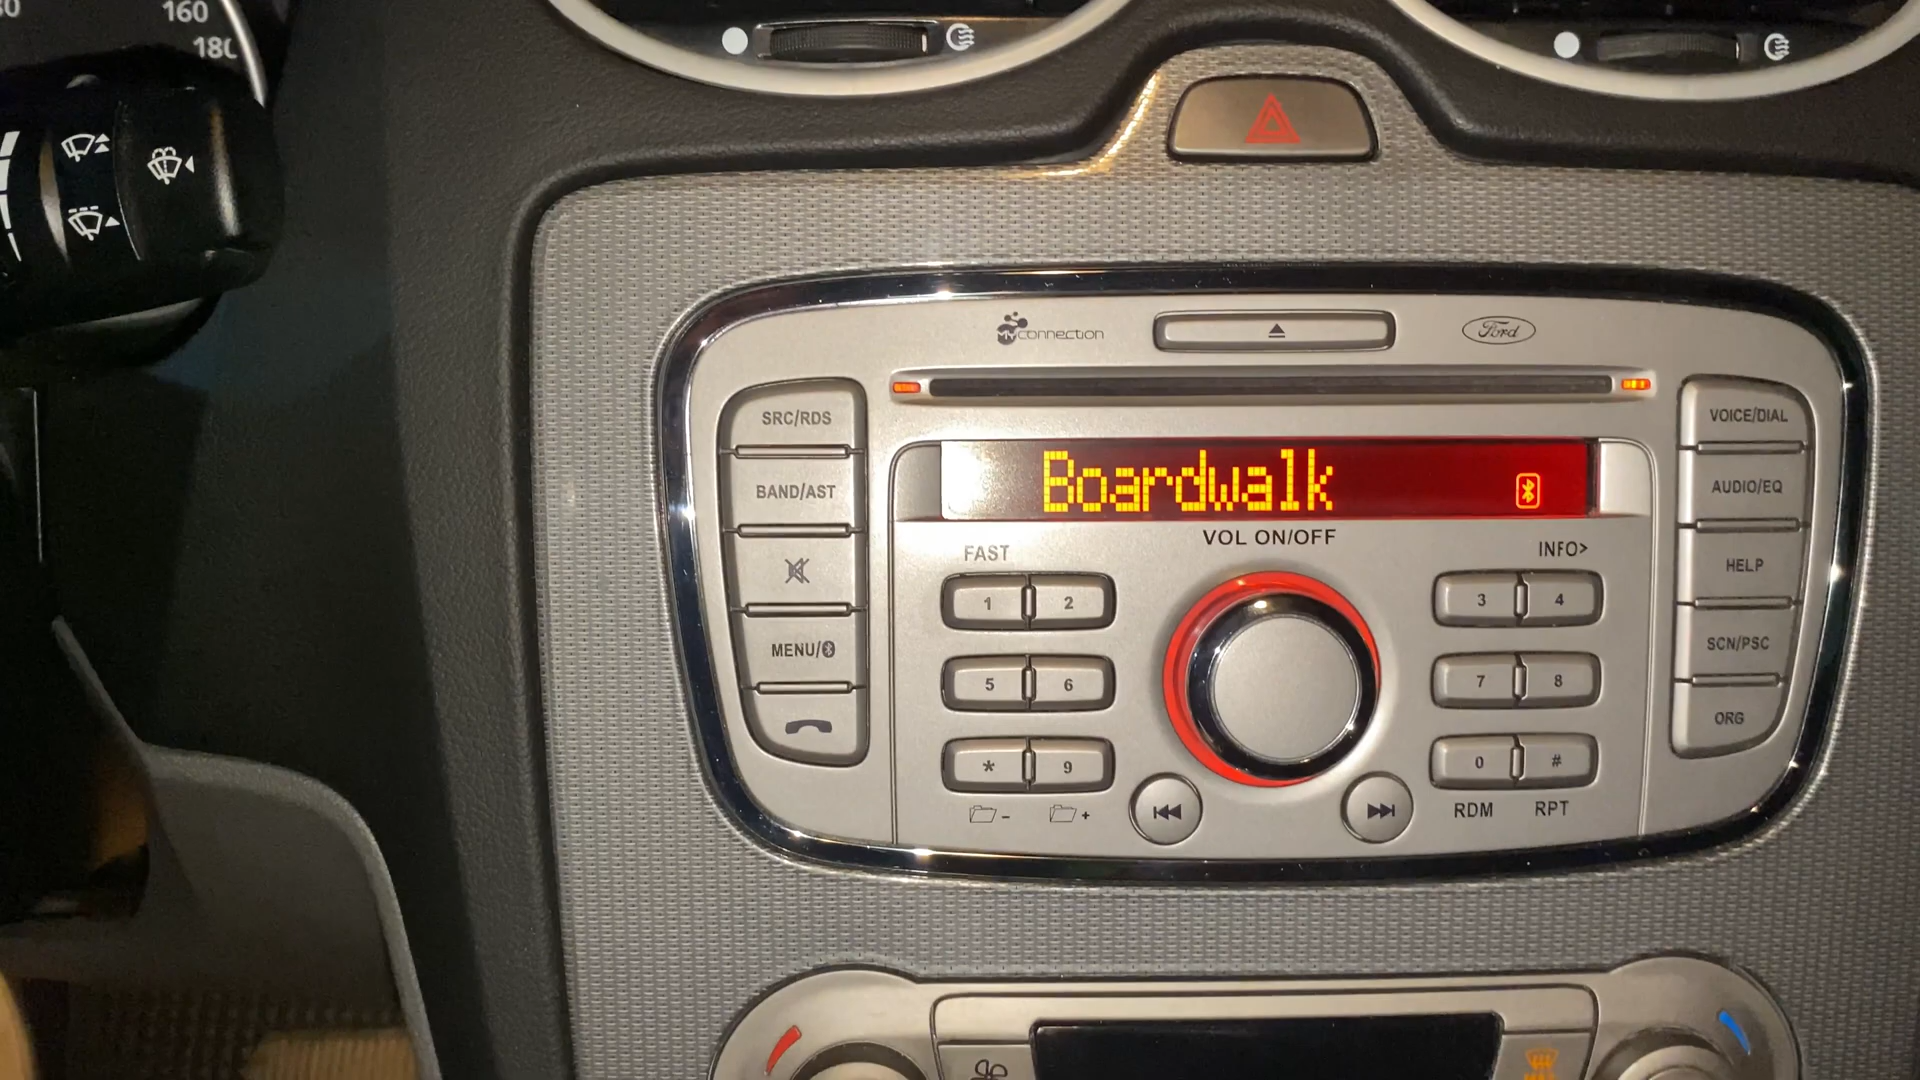 160
180
MYconnection
Ford
SRC/RDS
BAND/AST
MENU/
Boardwalk
VOL ON/OFF
FAST
INFO>
1 2 3 4
5 6 7 8
* 9 0 #
- +
RDM RPT
VOICE/DIAL
AUDIO/EQ
HELP
SCN/PSC
ORG